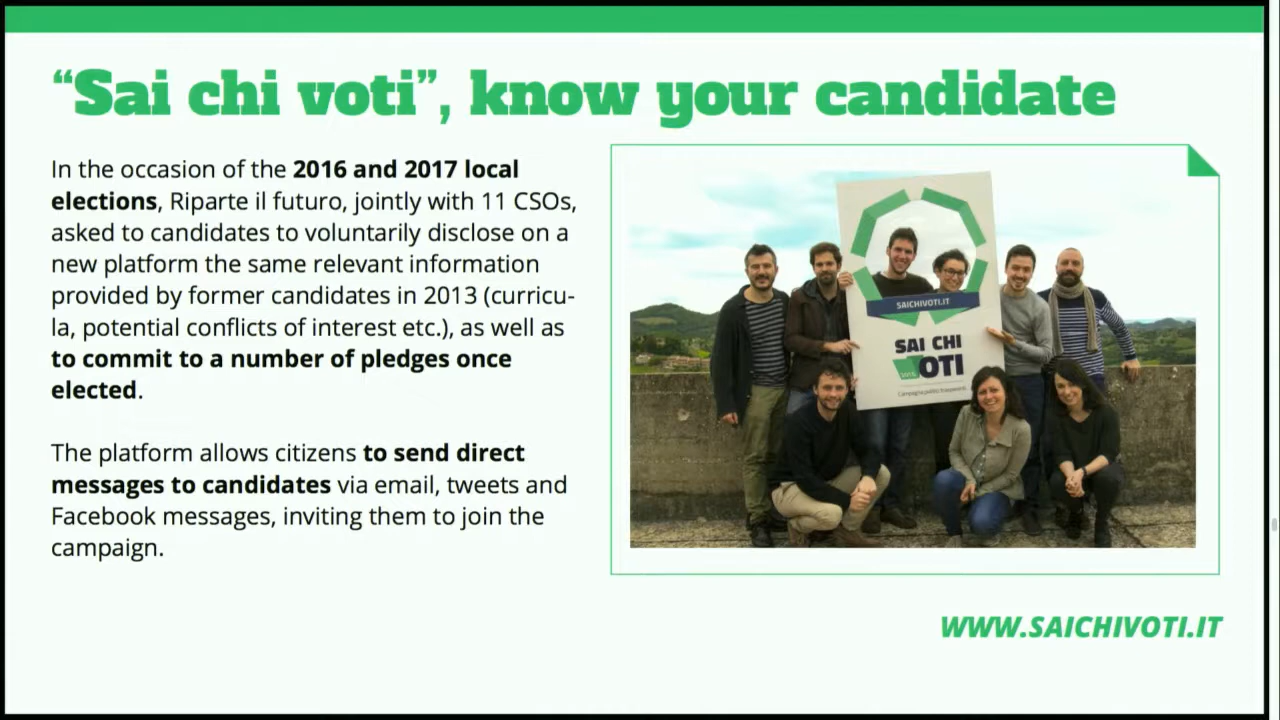 “Sai chi voti”, know your candidate
In the occasion of the 2016 and 2017 local
elections, Riparte il futuro, jointly with 11 CSOs,
asked to candidates to voluntarily disclose on a
new platform the same relevant information
provided by former candidates in 2013 (curricu-
la, potential conflicts of interest etc.), as well as
to commit to a number of pledges once
elected.
The platform allows citizens to send direct
messages to candidates via email, tweets and
Facebook messages, inviting them to join the
campaign.
SAICHIVOTI.IT
SAI CHI
VOTI
WWW.SAICHIVOTI.IT